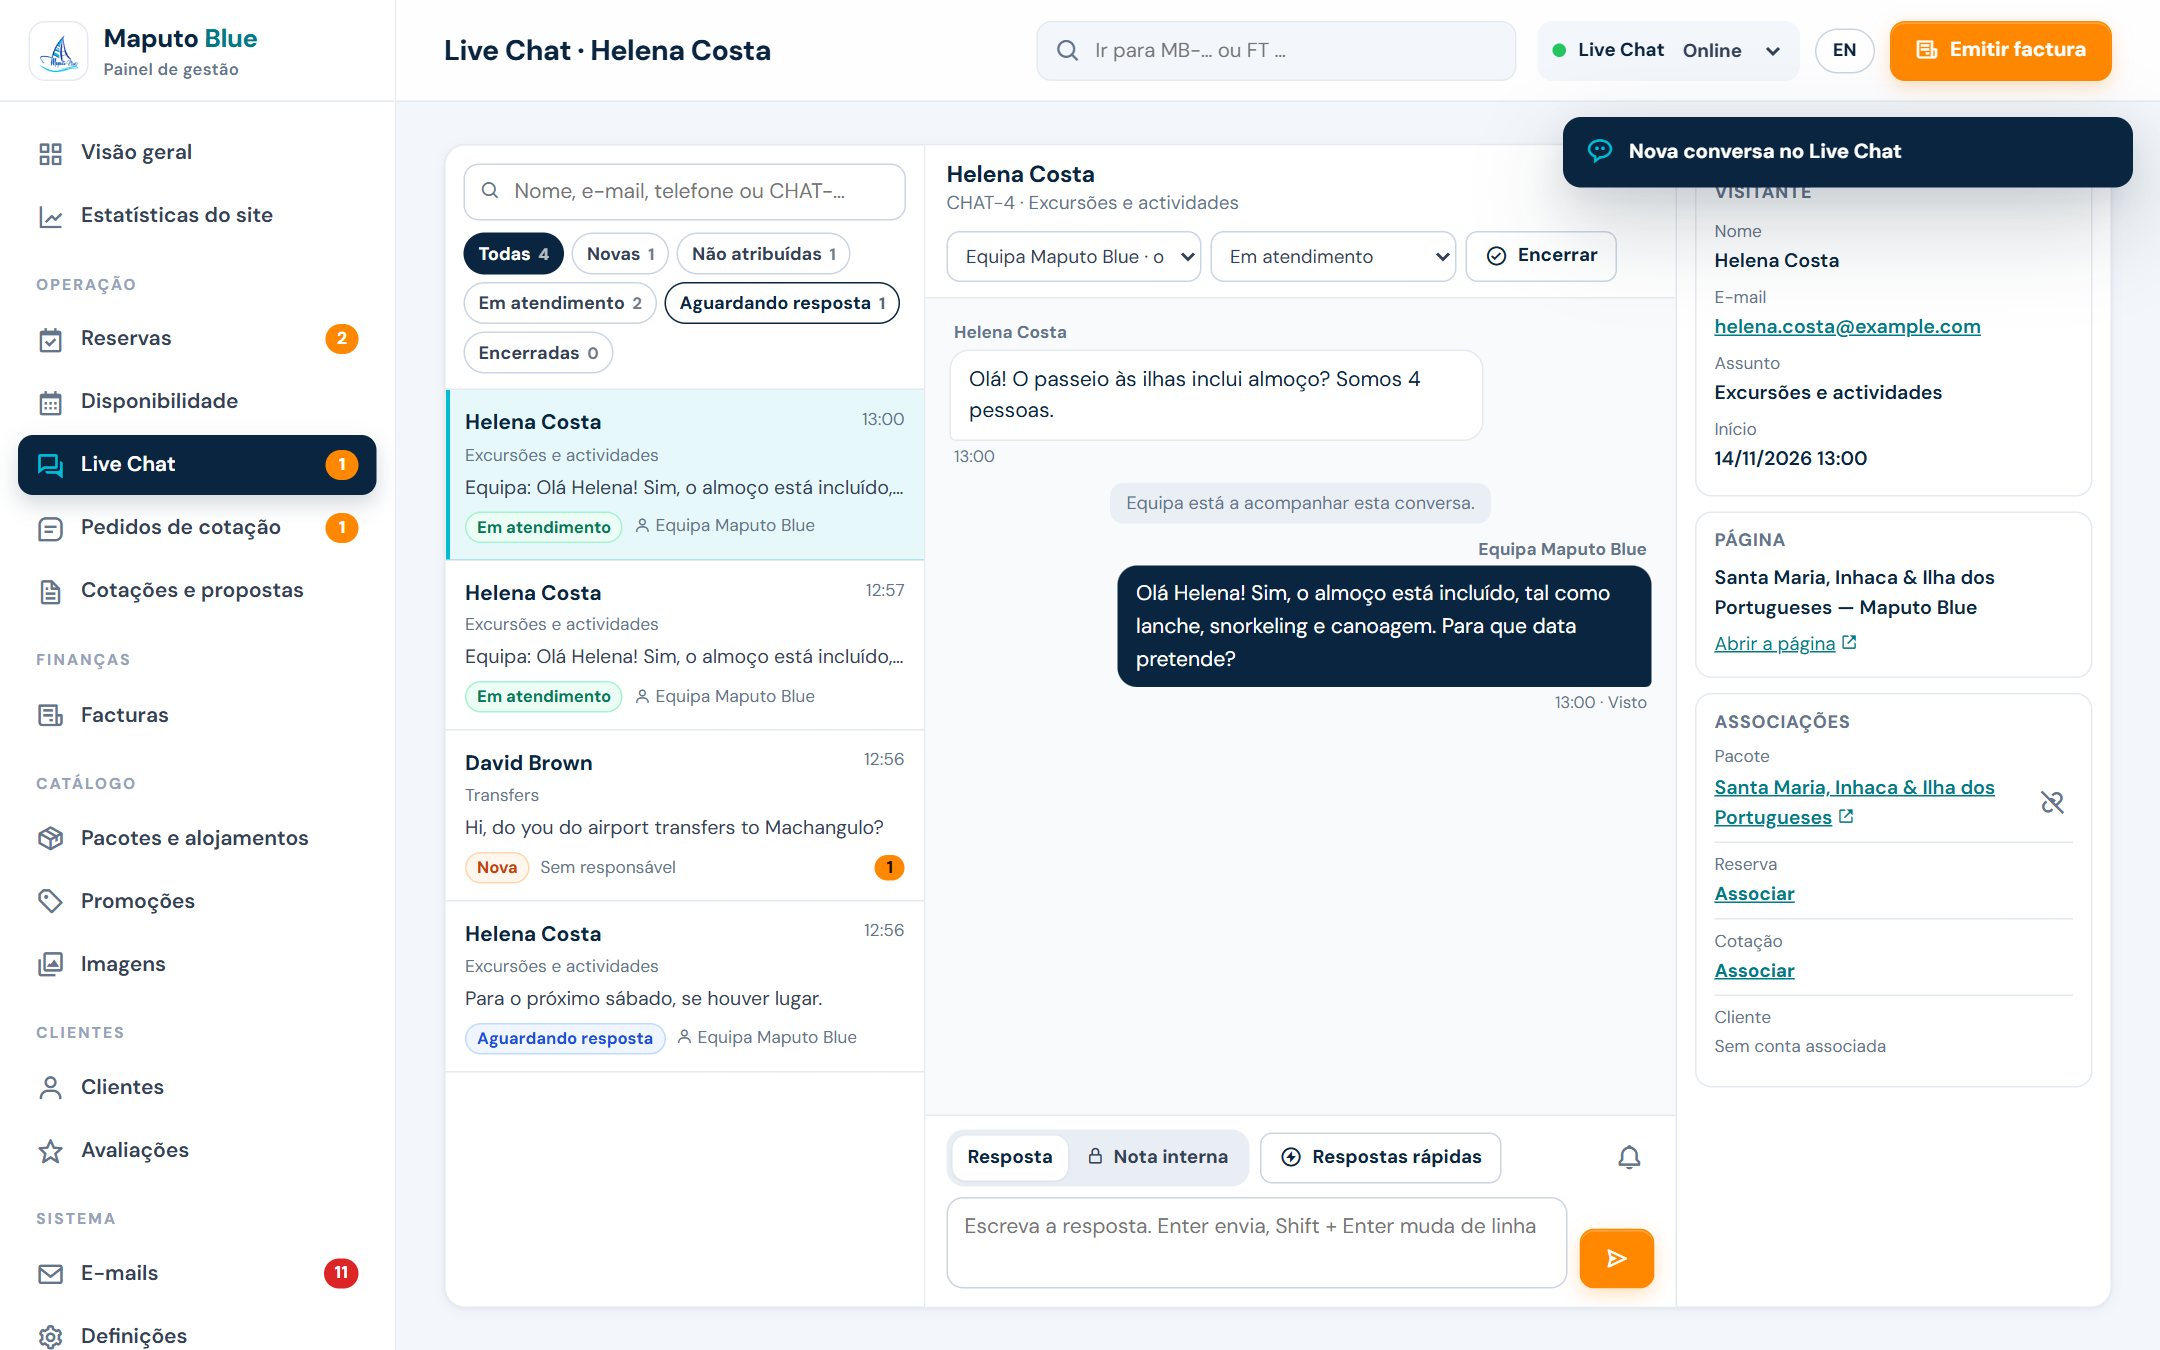 Maputo Blue
Painel de gestão
Live Chat · Helena Costa
Ir para MB-... ou FT ...
Live Chat Online
EN
Emitir factura
Nova conversa no Live Chat
Visão geral
Estatísticas do site
OPERAÇÃO
Reservas 2
Disponibilidade
Live Chat 1
Pedidos de cotação 1
Cotações e propostas
FINANÇAS
Facturas
CATÁLOGO
Pacotes e alojamentos
Promoções
Imagens
CLIENTES
Clientes
Avaliações
SISTEMA
E-mails 11
Definições
Nome, e-mail, telefone ou CHAT-...
Todas 4
Novas 1
Não atribuídas 1
Em atendimento 2
Aguardando resposta 1
Encerradas 0
Helena Costa 13:00
Excursões e actividades
Equipa: Olá Helena! Sim, o almoço está incluído,...
Em atendimento Equipa Maputo Blue
Helena Costa 12:57
Excursões e actividades
Equipa: Olá Helena! Sim, o almoço está incluído,...
Em atendimento Equipa Maputo Blue
David Brown 12:56
Transfers
Hi, do you do airport transfers to Machangulo?
Nova Sem responsável 1
Helena Costa 12:56
Excursões e actividades
Para o próximo sábado, se houver lugar.
Aguardando resposta Equipa Maputo Blue
Helena Costa
CHAT-4 · Excursões e actividades
Equipa Maputo Blue · o
Em atendimento
Encerrar
Helena Costa
Olá! O passeio às ilhas inclui almoço? Somos 4
pessoas.
13:00
Equipa está a acompanhar esta conversa.
Equipa Maputo Blue
Olá Helena! Sim, o almoço está incluído, tal como
lanche, snorkeling e canoagem. Para que data
pretende?
13:00 · Visto
Resposta
Nota interna
Respostas rápidas
Escreva a resposta. Enter envia, Shift + Enter muda de linha
VISITANTE
Nome
Helena Costa
E-mail
helena.costa@example.com
Assunto
Excursões e actividades
Início
14/11/2026 13:00
PÁGINA
Santa Maria, Inhaca & Ilha dos
Portugueses — Maputo Blue
Abrir a página
ASSOCIAÇÕES
Pacote
Santa Maria, Inhaca & Ilha dos
Portugueses
Reserva
Associar
Cotação
Associar
Cliente
Sem conta associada